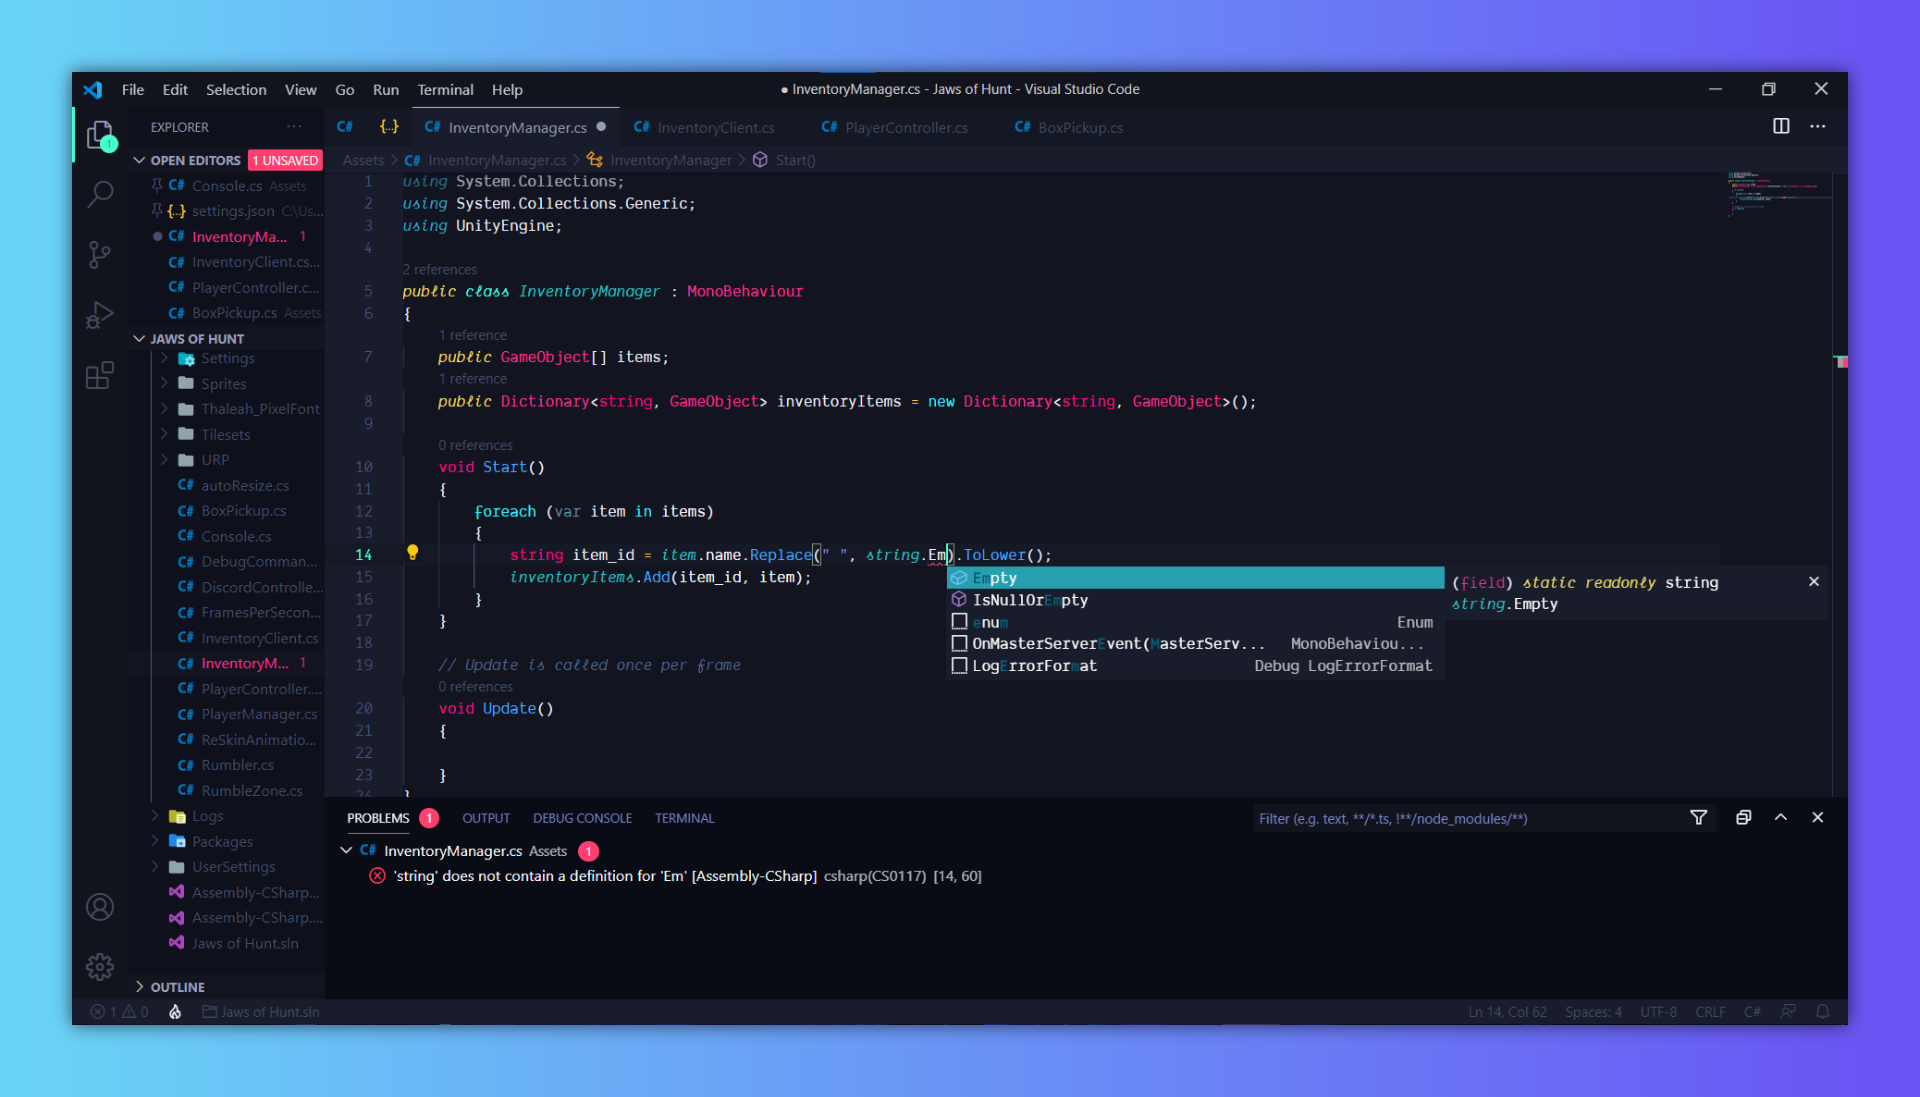 File Edit Selection View Go Run Terminal Help
● InventoryManager.cs - Jaws of Hunt - Visual Studio Code
EXPLORER ...
C# {..} C# InventoryManager.cs ● C# InventoryClient.cs C# PlayerController.cs C# BoxPickup.cs ...
1
OPEN EDITORS 1 UNSAVED
C# Console.cs Assets
{..} settings.json C:\Us...
● C# InventoryMa... 1
C# InventoryClient.cs...
C# PlayerController.c...
C# BoxPickup.cs Assets
JAWS OF HUNT
Settings
Sprites
Thaleah_PixelFont
Tilesets
URP
C# autoResize.cs
C# BoxPickup.cs
C# Console.cs
C# DebugComman...
C# DiscordControlle...
C# FramesPerSecon...
C# InventoryClient.cs
C# InventoryM... 1
C# PlayerController....
C# PlayerManager.cs
C# ReSkinAnimatio...
C# Rumbler.cs
C# RumbleZone.cs
Logs
Packages
UserSettings
Assembly-CSharp...
Assembly-CSharp....
Jaws of Hunt.sln
OUTLINE
Assets > C# InventoryManager.cs > InventoryManager > Start()
1 using System.Collections;
2 using System.Collections.Generic;
3 using UnityEngine;
4
2 references
5 public class InventoryManager : MonoBehaviour
6 {
1 reference
7 public GameObject[] items;
1 reference
8 public Dictionary<string, GameObject> inventoryItems = new Dictionary<string, GameObject>();
9
0 references
10 void Start()
11 {
12 foreach (var item in items)
13 {
14 string item_id = item.name.Replace(" ", string.Em).ToLower();
15 inventoryItems.Add(item_id, item);
16 }
17 }
18
19 // Update is called once per frame
0 references
20 void Update()
21 {
22
23 }
24 }
Empty
IsNullOrEmpty
enum Enum
OnMasterServerEvent(MasterServ... MonoBehaviou...
LogErrorFormat Debug LogErrorFormat
(field) static readonly string
string.Empty
PROBLEMS 1 OUTPUT DEBUG CONSOLE TERMINAL
Filter (e.g. text, **/*.ts, !**/node_modules/**)
C# InventoryManager.cs Assets 1
'string' does not contain a definition for 'Em' [Assembly-CSharp] csharp(CS0117) [14, 60]
1 0 Jaws of Hunt.sln
Ln 14, Col 62 Spaces: 4 UTF-8 CRLF C#